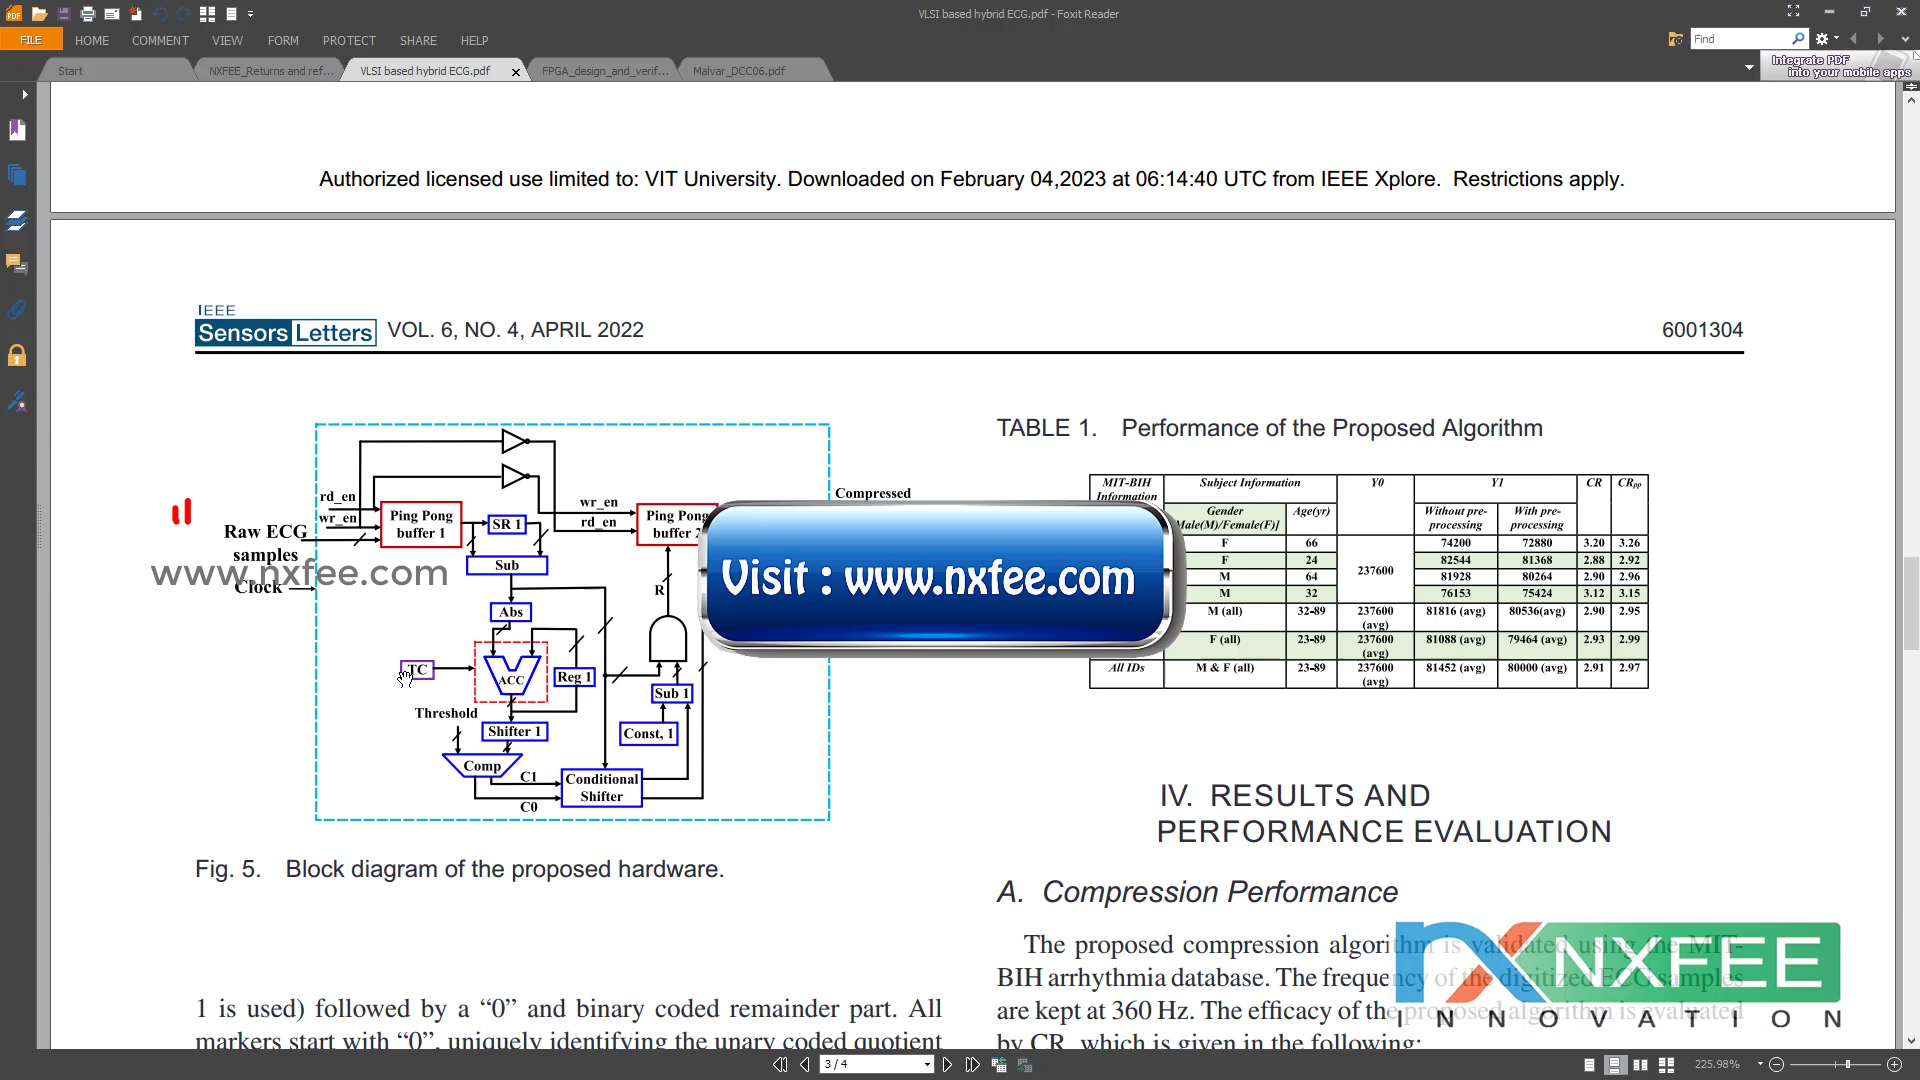 VLSI based hybrid ECG.pdf - Foxit Reader
FILE HOME COMMENT VIEW FORM PROTECT SHARE HELP
Find
Start
NXFEE_Returns and ref...
VLSI based hybrid ECG.pdf
FPGA_design_and_verif...
Malvar_DCC06.pdf
Integrate PDF
into your mobile apps
Authorized licensed use limited to: VIT University. Downloaded on February 04,2023 at 06:14:40 UTC from IEEE Xplore. Restrictions apply.
IEEE
Sensors Letters VOL. 6, NO. 4, APRIL 2022
6001304
rd_en
wr_en
Raw ECG
samples
Clock
www.nxfee.com
Ping Pong
buffer 1
SR 1
Sub
Abs
TC
ACC
Reg 1
Threshold
Shifter 1
Comp
C1
C0
Conditional
Shifter
Const, 1
Sub 1
R
wr_en
rd_en
Ping Pong
buffer 2
Compressed
Visit : www.nxfee.com
Fig. 5. Block diagram of the proposed hardware.
1 is used) followed by a “0” and binary coded remainder part. All
markers start with “0”, uniquely identifying the unary coded quotient
TABLE 1. Performance of the Proposed Algorithm
MIT-BIH Information Subject Information Y0 Y1 CR CRpp
Gender Male(M)/Female(F)] Age(yr) Without pre-processing With pre-processing
F 66 74200 72880 3.20 3.26
F 24 82544 81368 2.88 2.92
237600
M 64 81928 80264 2.90 2.96
M 32 76153 75424 3.12 3.15
M (all) 32-89 237600 (avg) 81816 (avg) 80536(avg) 2.90 2.95
F (all) 23-89 237600 (avg) 81088 (avg) 79464 (avg) 2.93 2.99
All IDs M & F (all) 23-89 237600 (avg) 81452 (avg) 80000 (avg) 2.91 2.97
IV. RESULTS AND
PERFORMANCE EVALUATION
A. Compression Performance
The proposed compression algorithm is validated using the MIT-
BIH arrhythmia database. The frequency of the digitized ECG samples
are kept at 360 Hz. The efficacy of the proposed algorithm is evaluated
by CR, which is given in the following:
NXFEE
INNOVATION
3 / 4
225.98%